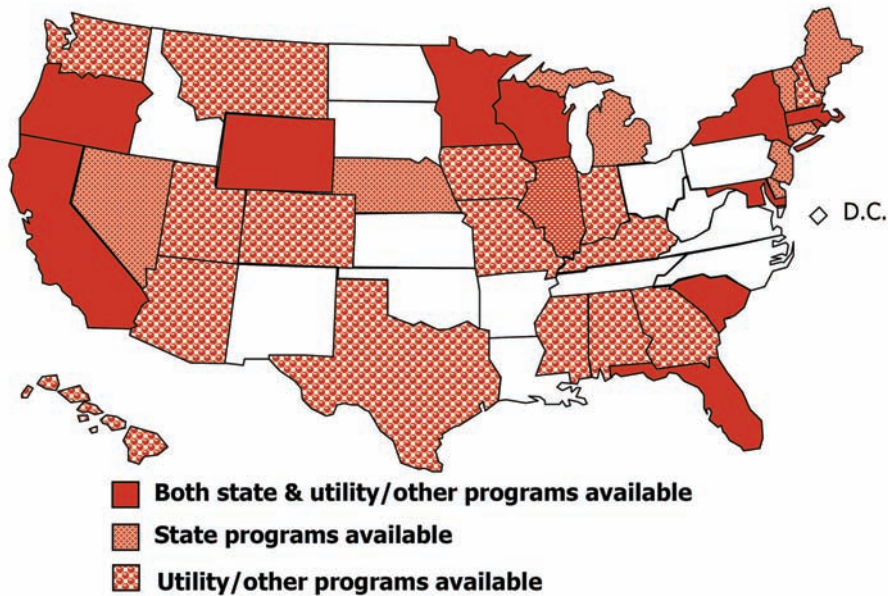 D.C.
Both state & utility/other programs available
State programs available
Utility/other programs available